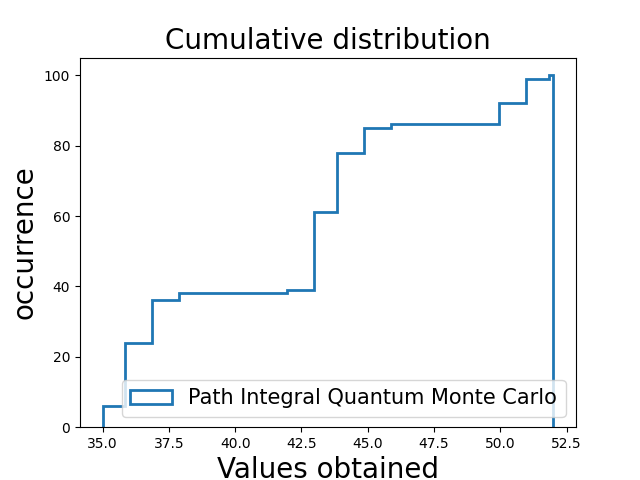 Cumulative distribution
100
80
60
40
20
0
occurrence
Path Integral Quantum Monte Carlo
35.0 37.5 40.0 42.5 45.0 47.5 50.0 52.5
Values obtained